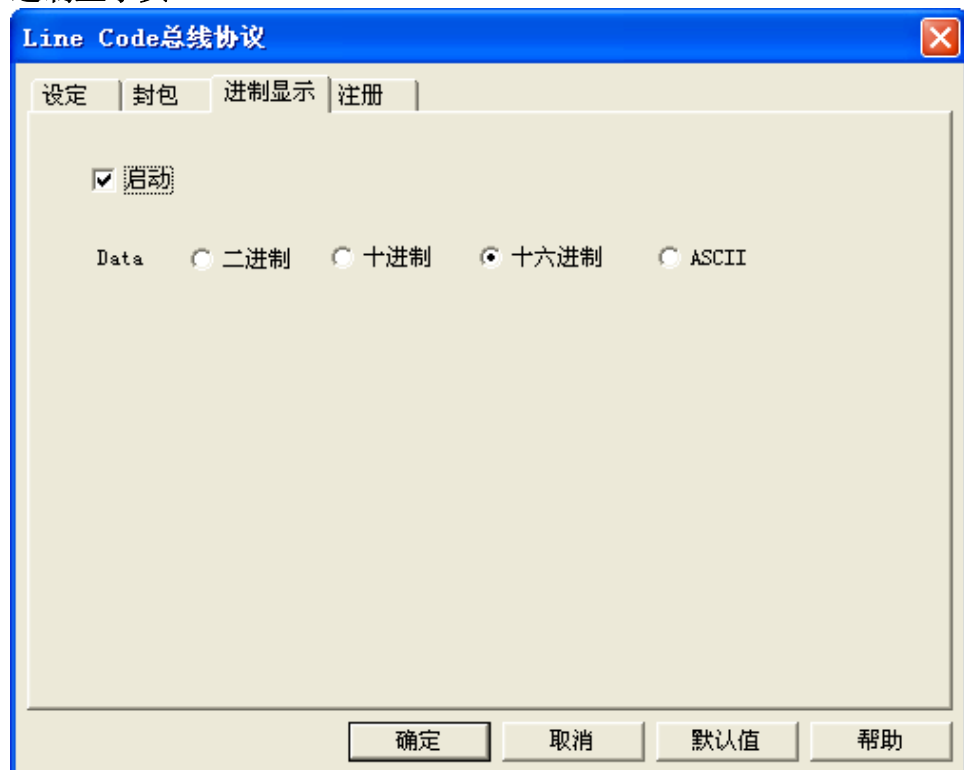 Line Code总线协议
设定 封包 进制显示 注册
启动
Data 二进制 十进制 十六进制 ASCII
确定 取消 默认值 帮助